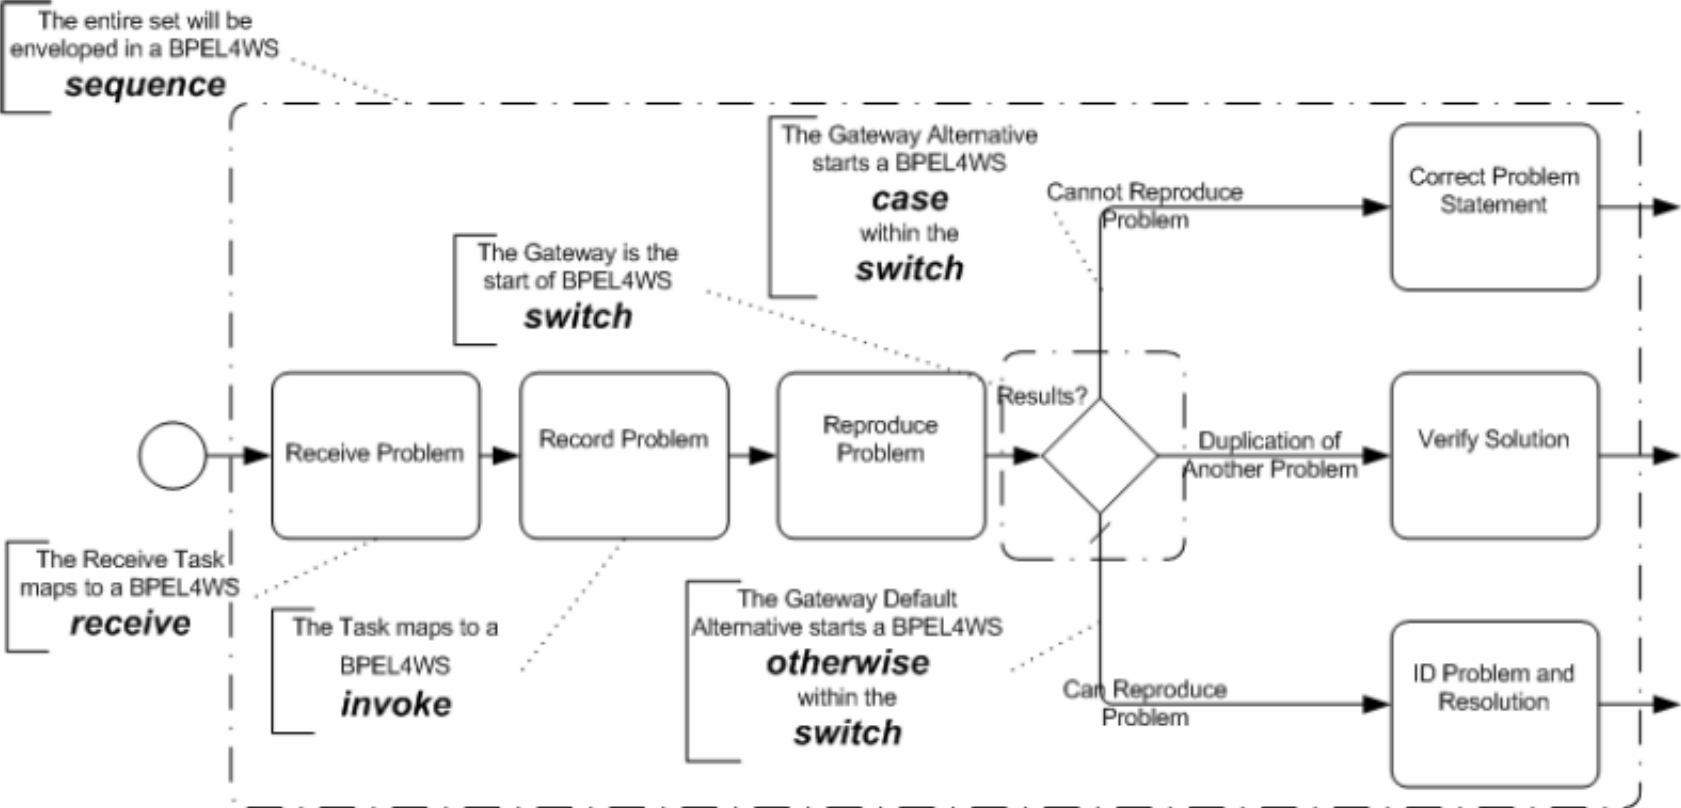 The entire set will be
enveloped in a BPEL4WS
sequence
The Gateway Alternative
starts a BPEL4WS
case
within the
switch
Cannot Reproduce
Problem
Correct Problem
Statement
The Gateway is the
start of BPEL4WS
switch
Receive Problem
Record Problem
Reproduce
Problem
Results?
Duplication of
Another Problem
Verify Solution
The Receive Task
maps to a BPEL4WS
receive
The Task maps to a
BPEL4WS
invoke
The Gateway Default
Alternative starts a BPEL4WS
otherwise
within the
switch
Can Reproduce
Problem
ID Problem and
Resolution